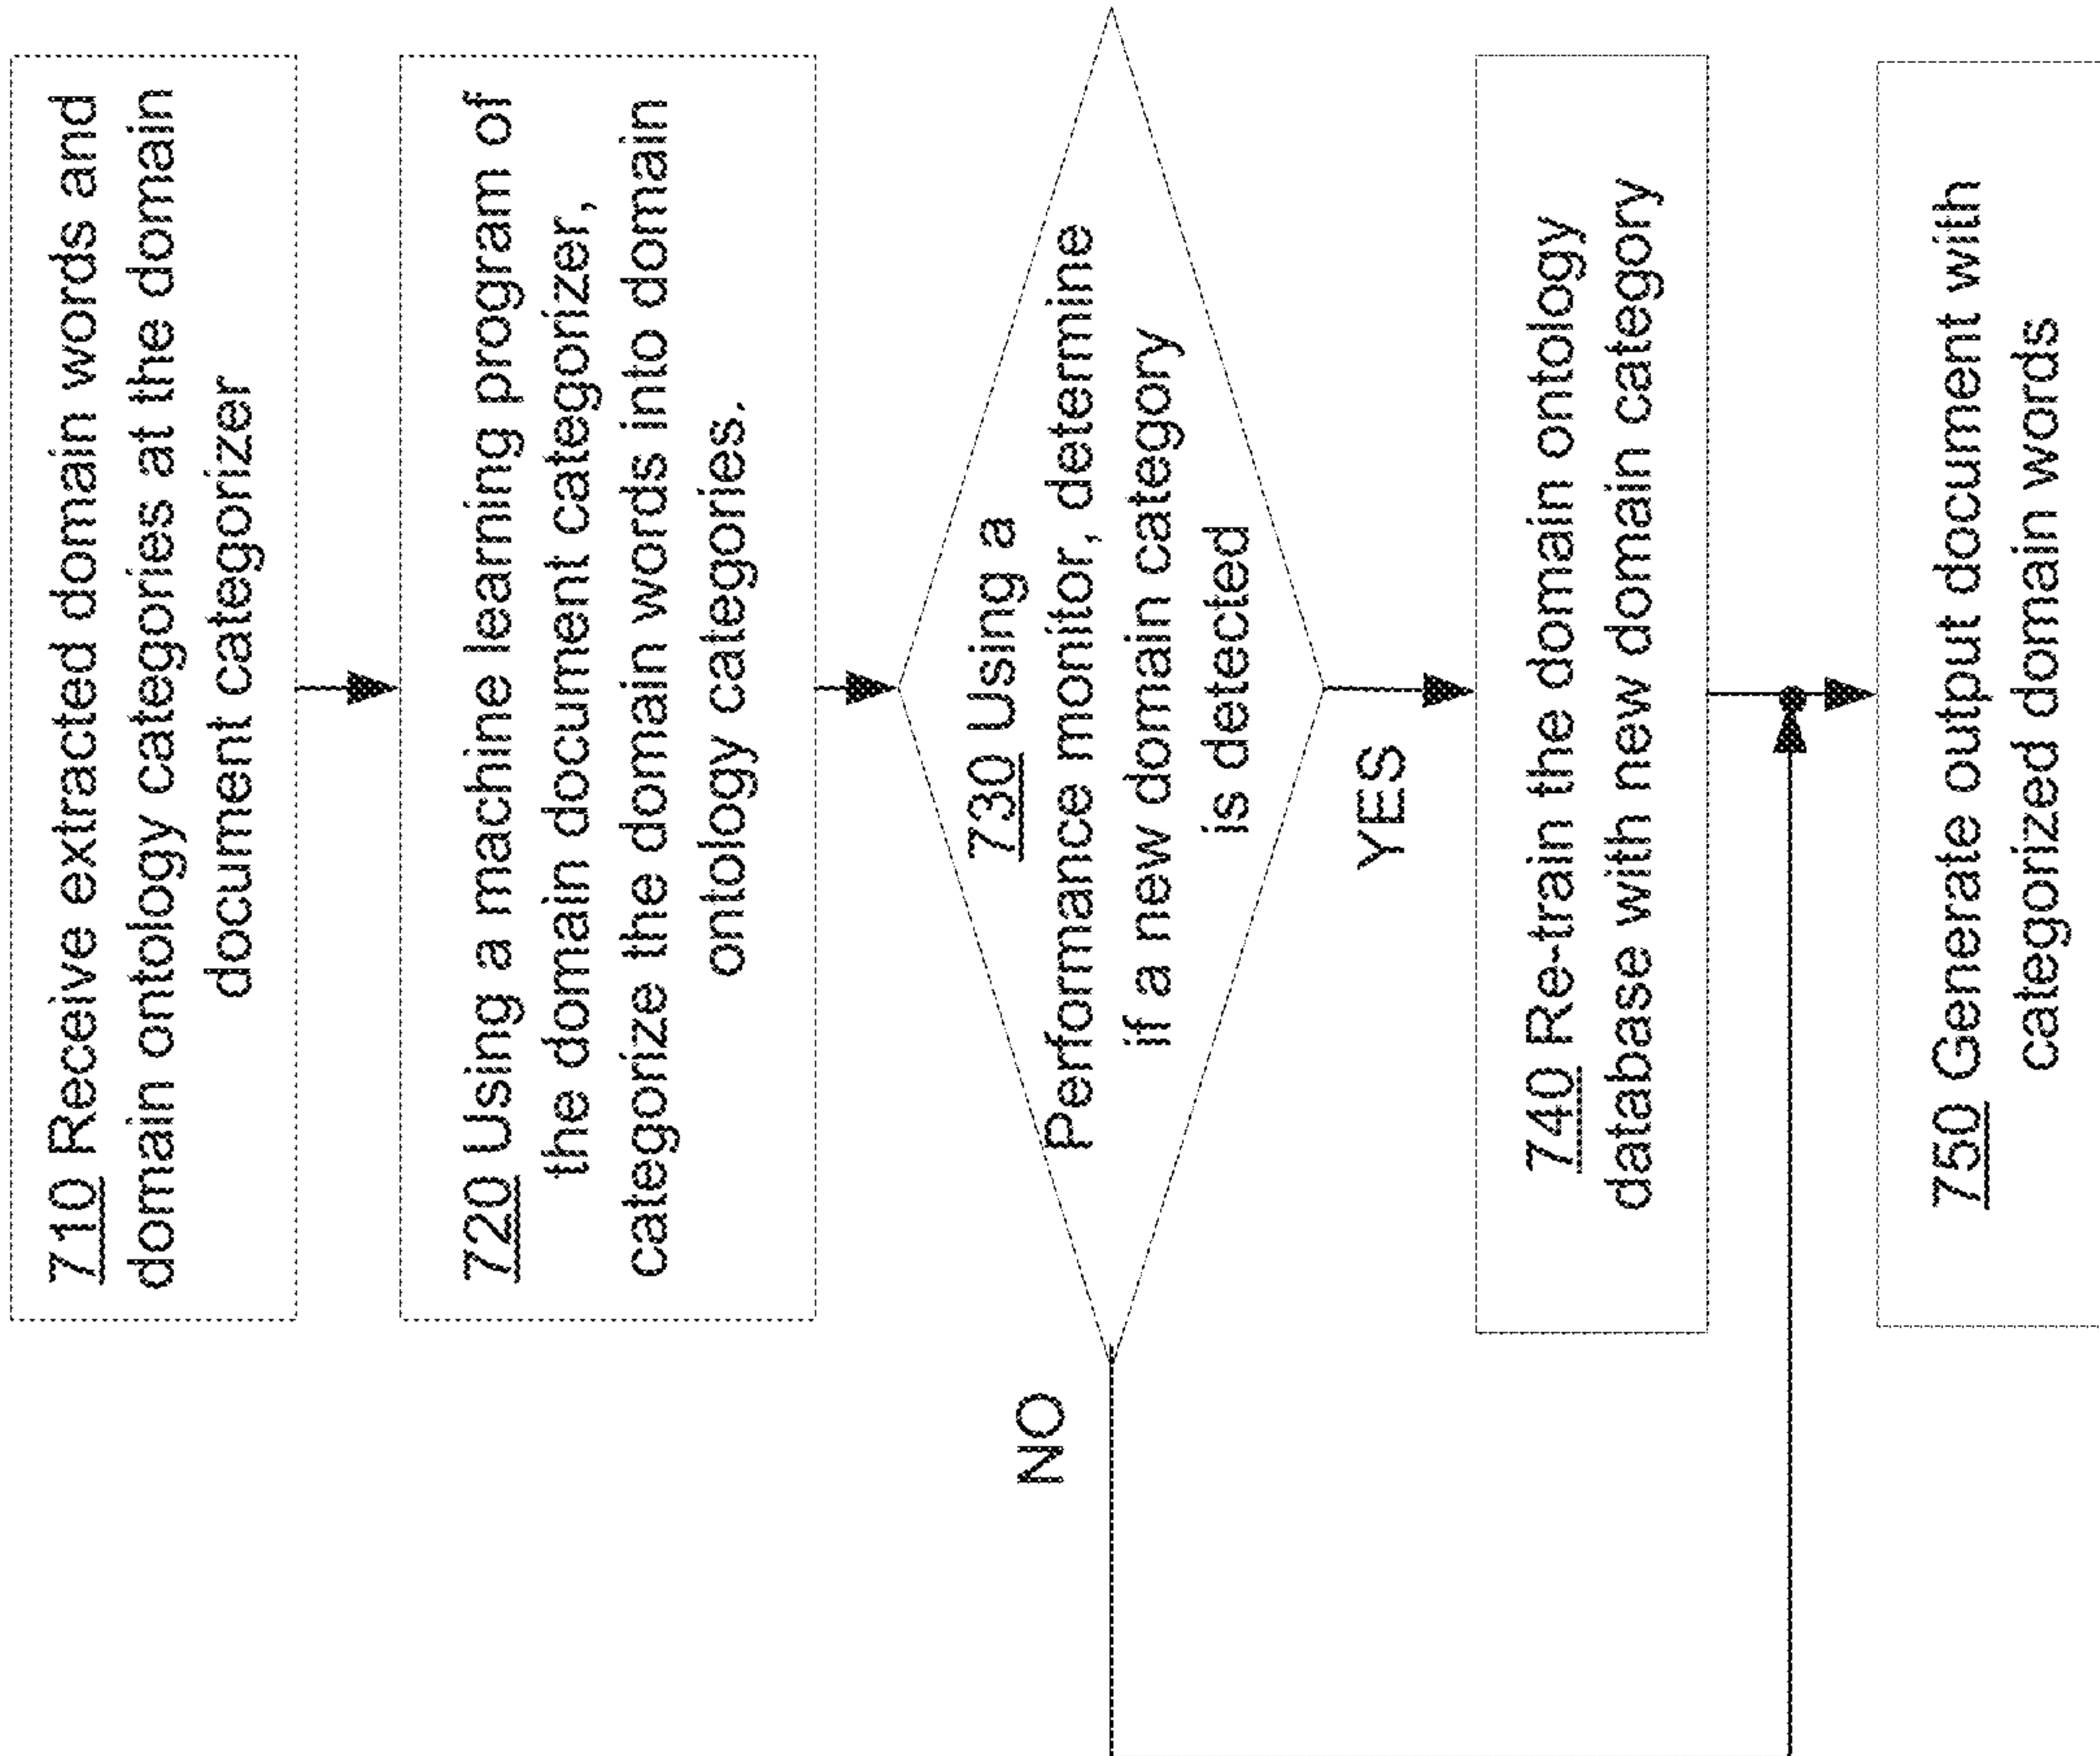 710 Receive extracted domain words and
domain ontology categories at the domain
document categorizer
720 Using a machine learning program of
the domain document categorizer,
categorize the domain words into domain
ontology categories.
730 Using a
Performance monitor, determine
if a new domain category
is detected
NO
YES
740 Re-train the domain ontology
database with new domain category
750 Generate output document with
categorized domain words